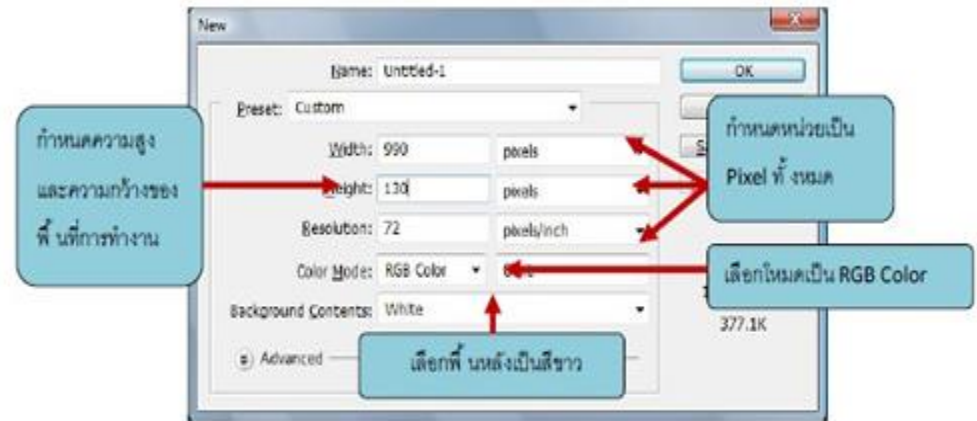 New
Name: Untitled-1
OK
Preset: Custom
กำหนดความสูง
และความกว้างของ
พื้ นที่การทำงาน
กำหนดหน่วยเป็น
Pixel ทั้ งหมด
Width: 990 pixels
Height: 130 pixels
Resolution: 72 pixels/inch
Color Mode: RGB Color
เลือกโหมดเป็น RGB Color
Background Contents: White
377.1K
Advanced
เลือกพื้ นหลังเป็นสีขาว